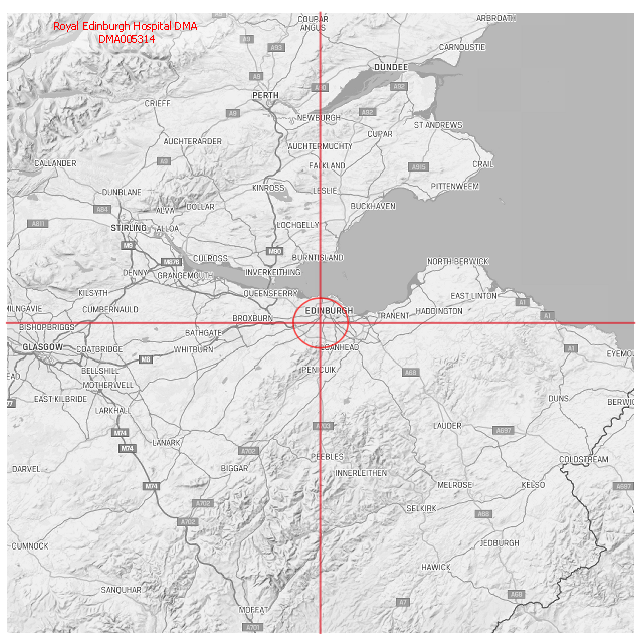 Royal Edinburgh Hospital DMA
DMA005314
COUPAR ANGUS
ARBROATH
A9
A93
CARNOUSTIE
DUNDEE
A9
A90
A92
PERTH
CRIEFF
A9
NEWBURGH
A92
ST ANDREWS
CUPAR
AUCHTERARDER
AUCHTERMUCHTY
CALLANDER
A9
FALKLAND
A915
CRAIL
DUNBLANE
KINROSS
LESLIE
PITTENWEEM
A84
ALVA
DOLLAR
BUCKHAVEN
A811
STIRLING
ALLOA
LOCHGELLY
M9
M90
CULROSS
BURNTISLAND
M876
DENNY
GRANGEMOUTH
INVERKEITHING
NORTH BERWICK
KILSYTH
QUEENSFERRY
EAST LINTON
A1
MILNGAVIE
CUMBERNAULD
EDINBURGH
HADDINGTON
A1
BROXBURN
TRANENT
BISHOPBRIGGS
BATHGATE
GLASGOW
COATBRIDGE
WHITBURN
LOANHEAD
A1
EYEMO
M8
BELLSHILL
PENICUIK
A68
MOTHERWELL
EAST KILBRIDE
DUNS
BERWIC
LARKHALL
M74
A703
LAUDER
A697
LANARK
M74
A702
PEEBLES
COLDSTREAM
DARVEL
BIGGAR
INNERLEITHEN
M74
MELROSE
KELSO
A697
A702
SELKIRK
A68
A702
CUMNOCK
JEDBURGH
HAWICK
SANQUHAR
A68
MOFFAT
A7
A701